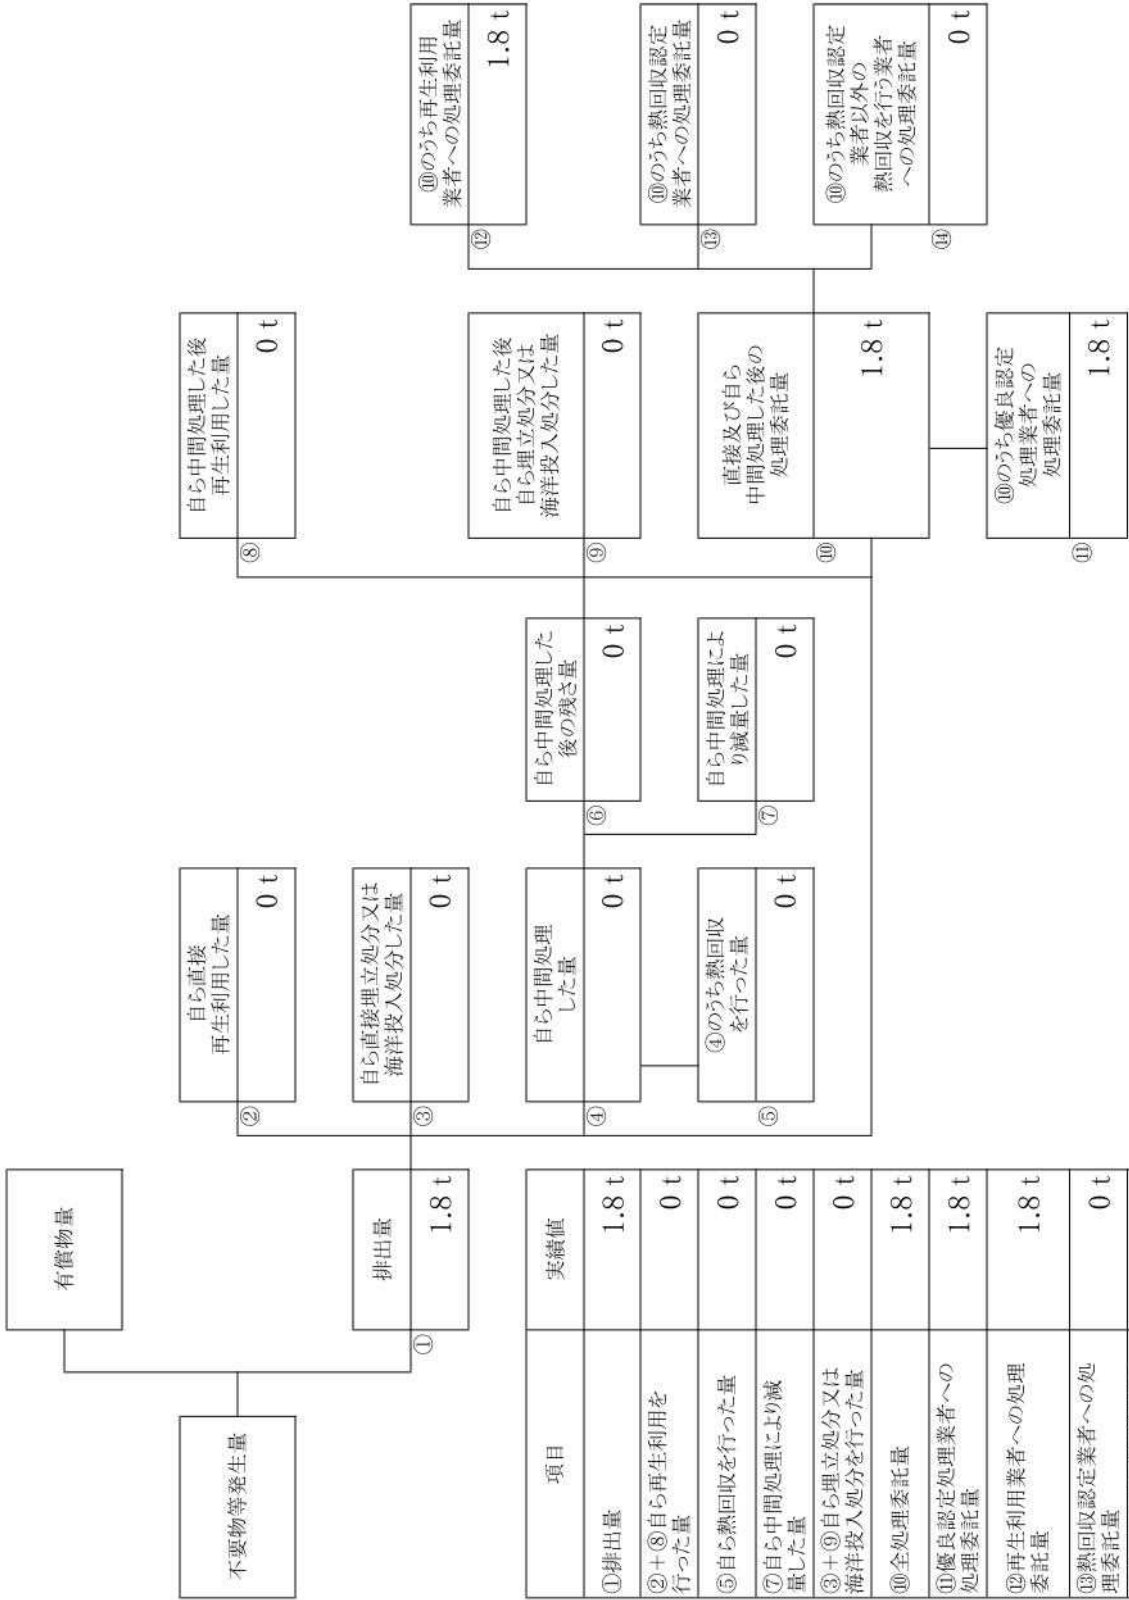 不要物等発生量
有償物量
排出量
①
1.8 t
自ら直接
再生利用した量
②
0 t
自ら直接埋立処分又は
海洋投入処分した量
③
0 t
自ら中間処理
した量
④
0 t
④のうち熱回収
を行った量
⑤
0 t
自ら中間処理した
後の残さ量
⑥
0 t
自ら中間処理によ
り減量した量
⑦
0 t
自ら中間処理した後
再生利用した量
⑧
0 t
自ら中間処理した後
自ら埋立処分又は
海洋投入処分した量
⑨
0 t
直接及び自ら
中間処理した後の
処理委託量
⑩
1.8 t
⑩のうち優良認定
処理業者への
処理委託量
⑪
1.8 t
⑩のうち再生利用
業者への処理委託量
⑫
1.8 t
⑩のうち熱回収認定
業者への処理委託量
⑬
0 t
⑩のうち熱回収認定
業者以外の
熱回収を行う業者
への処理委託量
⑭
0 t
項目 実績値
①排出量 1.8 t
②+⑧自ら再生利用を
行った量 0 t
⑤自ら熱回収を行った量 0 t
⑦自ら中間処理により減
量した量 0 t
③+⑨自ら埋立処分又は
海洋投入処分を行った量 0 t
⑩全処理委託量 1.8 t
⑪優良認定処理業者への
処理委託量 1.8 t
⑫再生利用業者への処理
委託量 1.8 t
⑬熱回収認定業者への処
理委託量 0 t